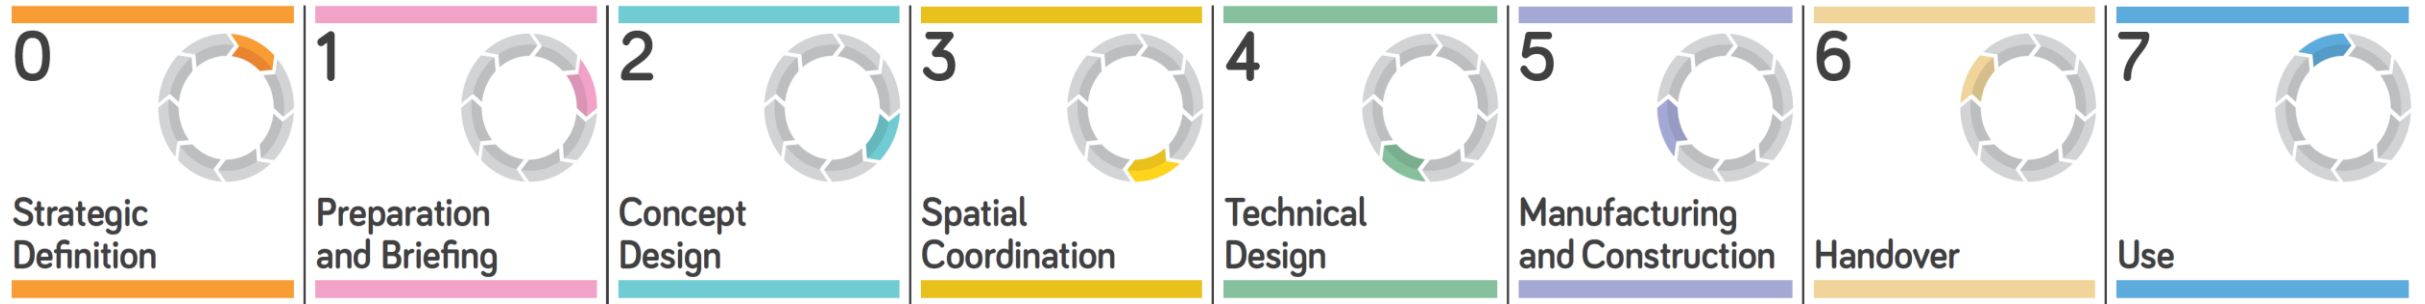 0
Strategic
Definition
1
Preparation
and Briefing
2
Concept
Design
3
Spatial
Coordination
4
Technical
Design
5
Manufacturing
and Construction
6
Handover
7
Use